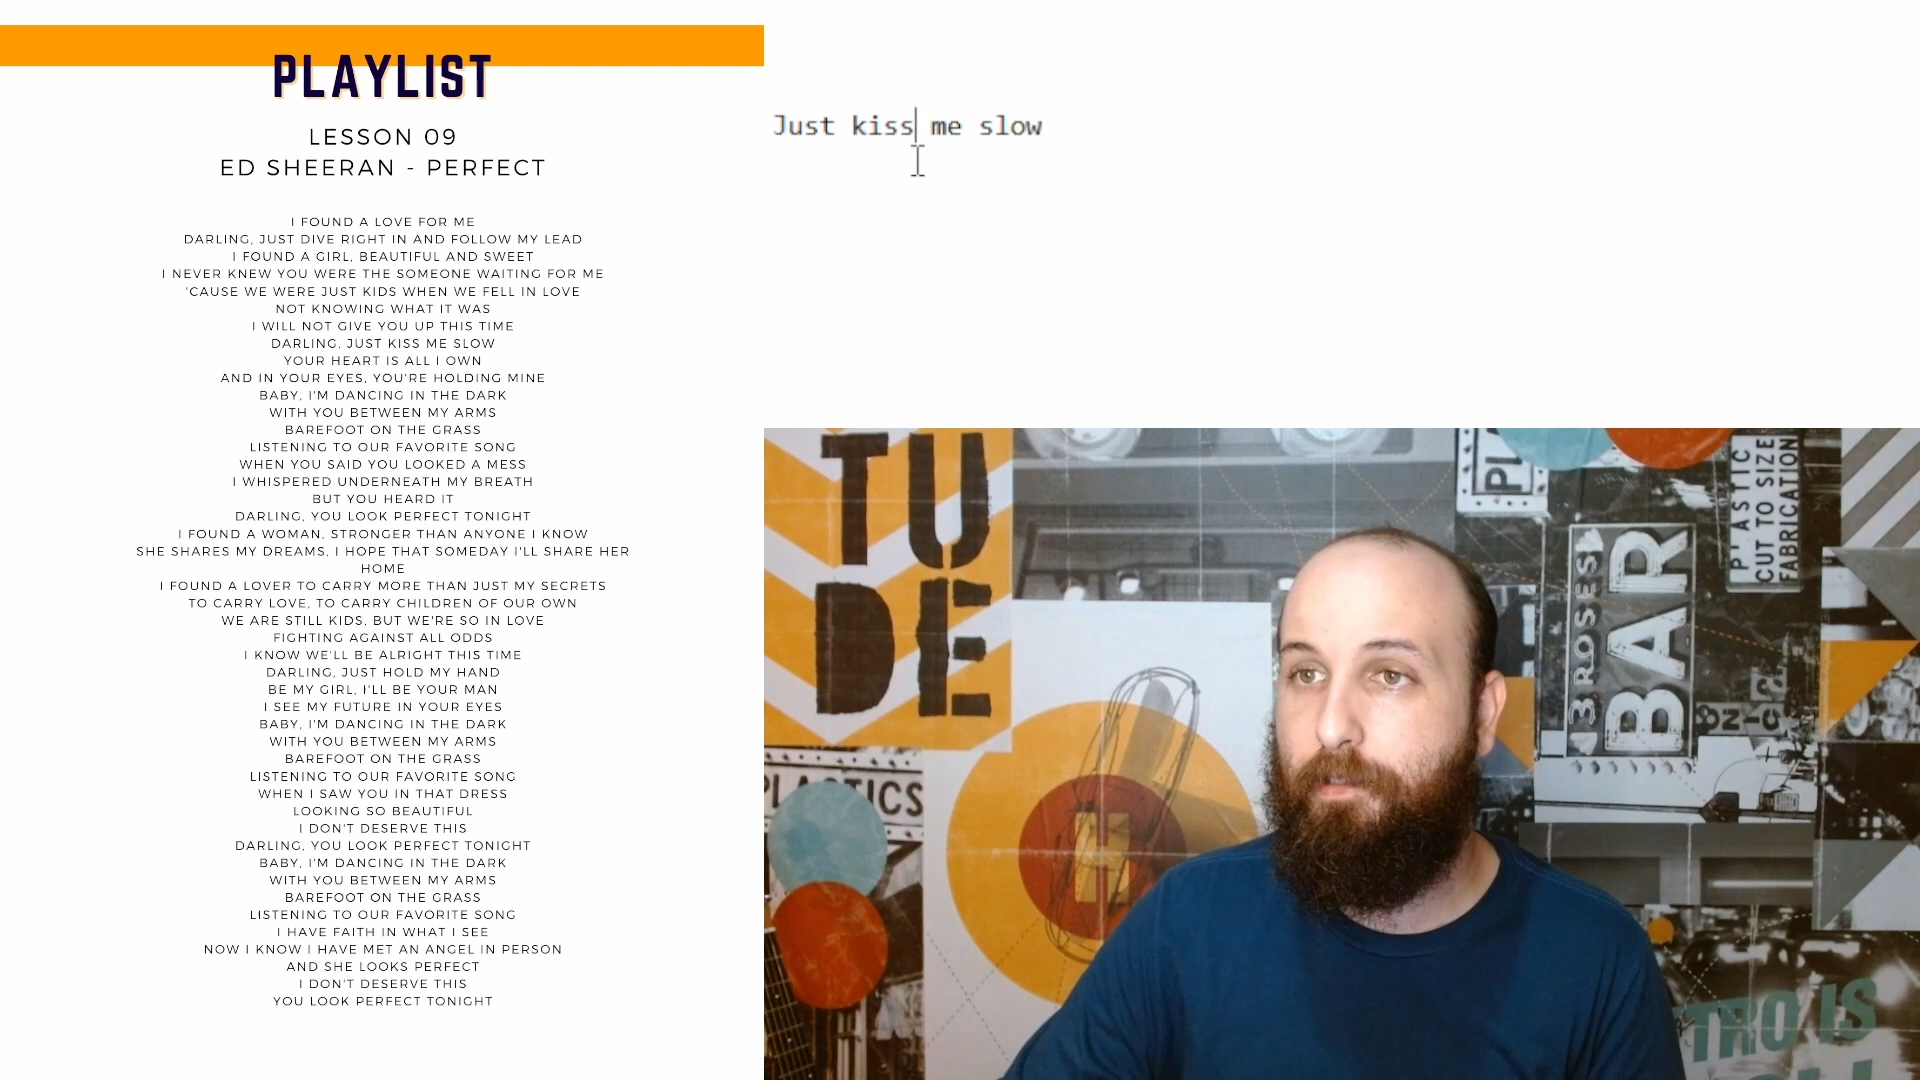 PLAYLIST
LESSON 09
ED SHEERAN - PERFECT
I FOUND A LOVE FOR ME
DARLING, JUST DIVE RIGHT IN AND FOLLOW MY LEAD
I FOUND A GIRL, BEAUTIFUL AND SWEET
I NEVER KNEW YOU WERE THE SOMEONE WAITING FOR ME
'CAUSE WE WERE JUST KIDS WHEN WE FELL IN LOVE
NOT KNOWING WHAT IT WAS
I WILL NOT GIVE YOU UP THIS TIME
DARLING, JUST KISS ME SLOW
YOUR HEART IS ALL I OWN
AND IN YOUR EYES, YOU'RE HOLDING MINE
BABY, I'M DANCING IN THE DARK
WITH YOU BETWEEN MY ARMS
BAREFOOT ON THE GRASS
LISTENING TO OUR FAVORITE SONG
WHEN YOU SAID YOU LOOKED A MESS
I WHISPERED UNDERNEATH MY BREATH
BUT YOU HEARD IT
DARLING, YOU LOOK PERFECT TONIGHT
I FOUND A WOMAN, STRONGER THAN ANYONE I KNOW
SHE SHARES MY DREAMS, I HOPE THAT SOMEDAY I'LL SHARE HER
HOME
I FOUND A LOVER TO CARRY MORE THAN JUST MY SECRETS
TO CARRY LOVE, TO CARRY CHILDREN OF OUR OWN
WE ARE STILL KIDS, BUT WE'RE SO IN LOVE
FIGHTING AGAINST ALL ODDS
I KNOW WE'LL BE ALRIGHT THIS TIME
DARLING, JUST HOLD MY HAND
BE MY GIRL, I'LL BE YOUR MAN
I SEE MY FUTURE IN YOUR EYES
BABY, I'M DANCING IN THE DARK
WITH YOU BETWEEN MY ARMS
BAREFOOT ON THE GRASS
LISTENING TO OUR FAVORITE SONG
WHEN I SAW YOU IN THAT DRESS
LOOKING SO BEAUTIFUL
I DON'T DESERVE THIS
DARLING, YOU LOOK PERFECT TONIGHT
BABY, I'M DANCING IN THE DARK
WITH YOU BETWEEN MY ARMS
BAREFOOT ON THE GRASS
LISTENING TO OUR FAVORITE SONG
I HAVE FAITH IN WHAT I SEE
NOW I KNOW I HAVE MET AN ANGEL IN PERSON
AND SHE LOOKS PERFECT
I DON'T DESERVE THIS
YOU LOOK PERFECT TONIGHT
Just kiss me slow
TU
DE
PLASTICS
H
3 ROSES
BAR
PLASTIC
CUT TO SIZE
FABRICATION
TRO IS